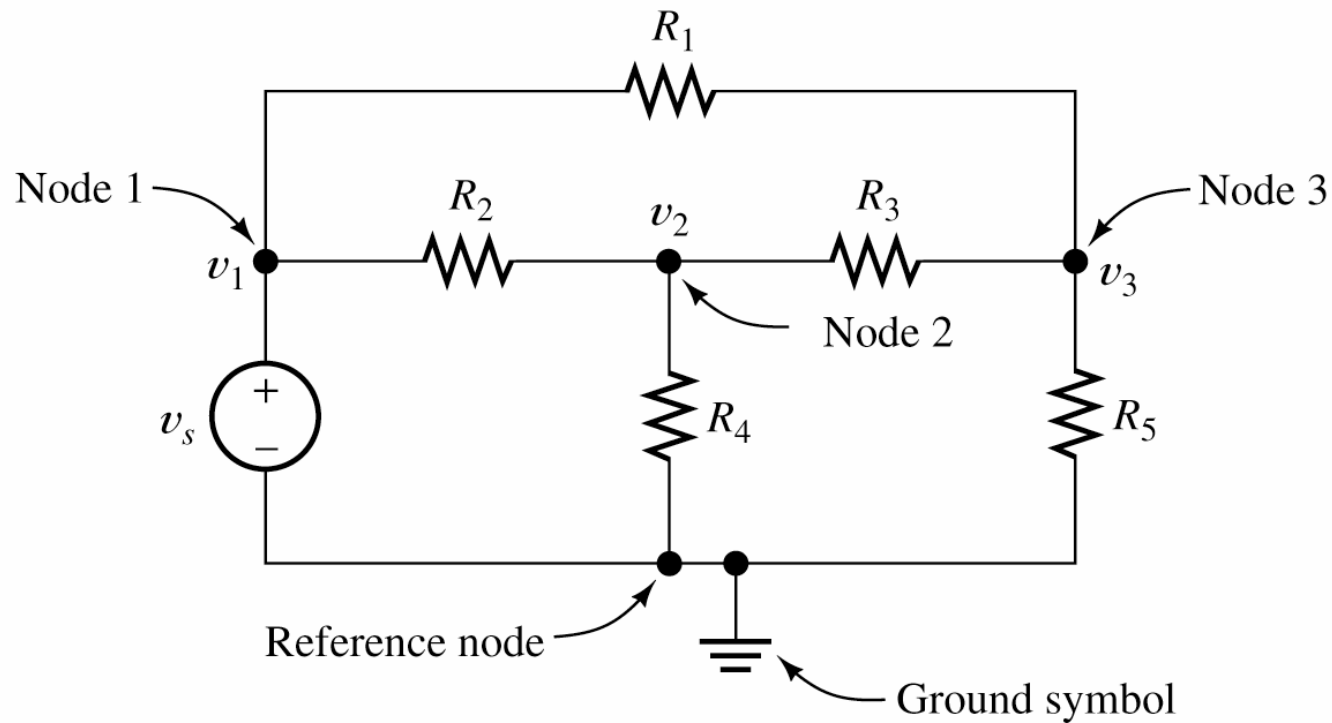 R1
Node 1
R2
v2
R3
Node 3
v1
v3
Node 2
+
vs
−
R4
R5
Reference node
Ground symbol